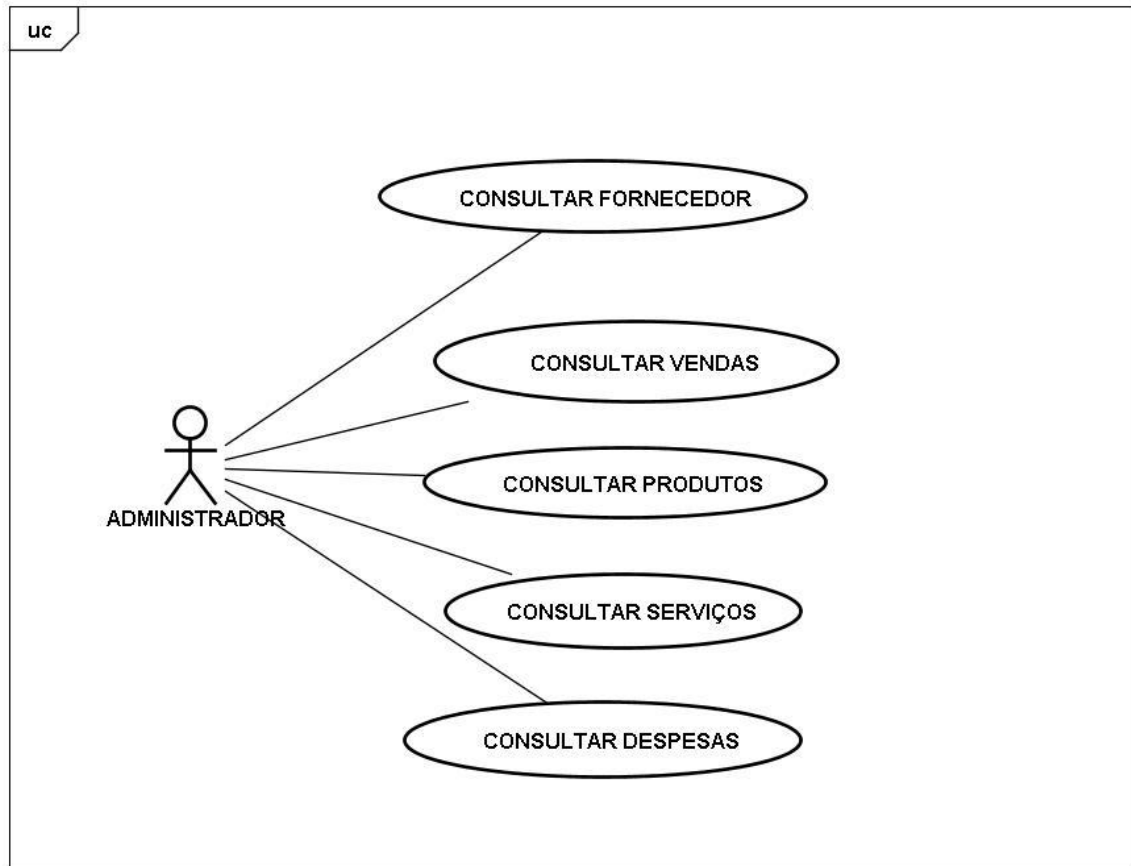 uc
CONSULTAR FORNECEDOR
CONSULTAR VENDAS
CONSULTAR PRODUTOS
ADMINISTRADOR
CONSULTAR SERVIÇOS
CONSULTAR DESPESAS